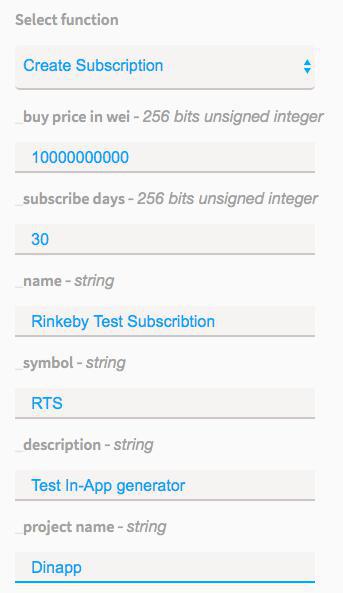 Select function
Create Subscription
_buy price in wei - 256 bits unsigned integer
10000000000
_subscribe days - 256 bits unsigned integer
30
_name - string
Rinkeby Test Subscribtion
_symbol - string
RTS
_description - string
Test In-App generator
_project name - string
Dinapp